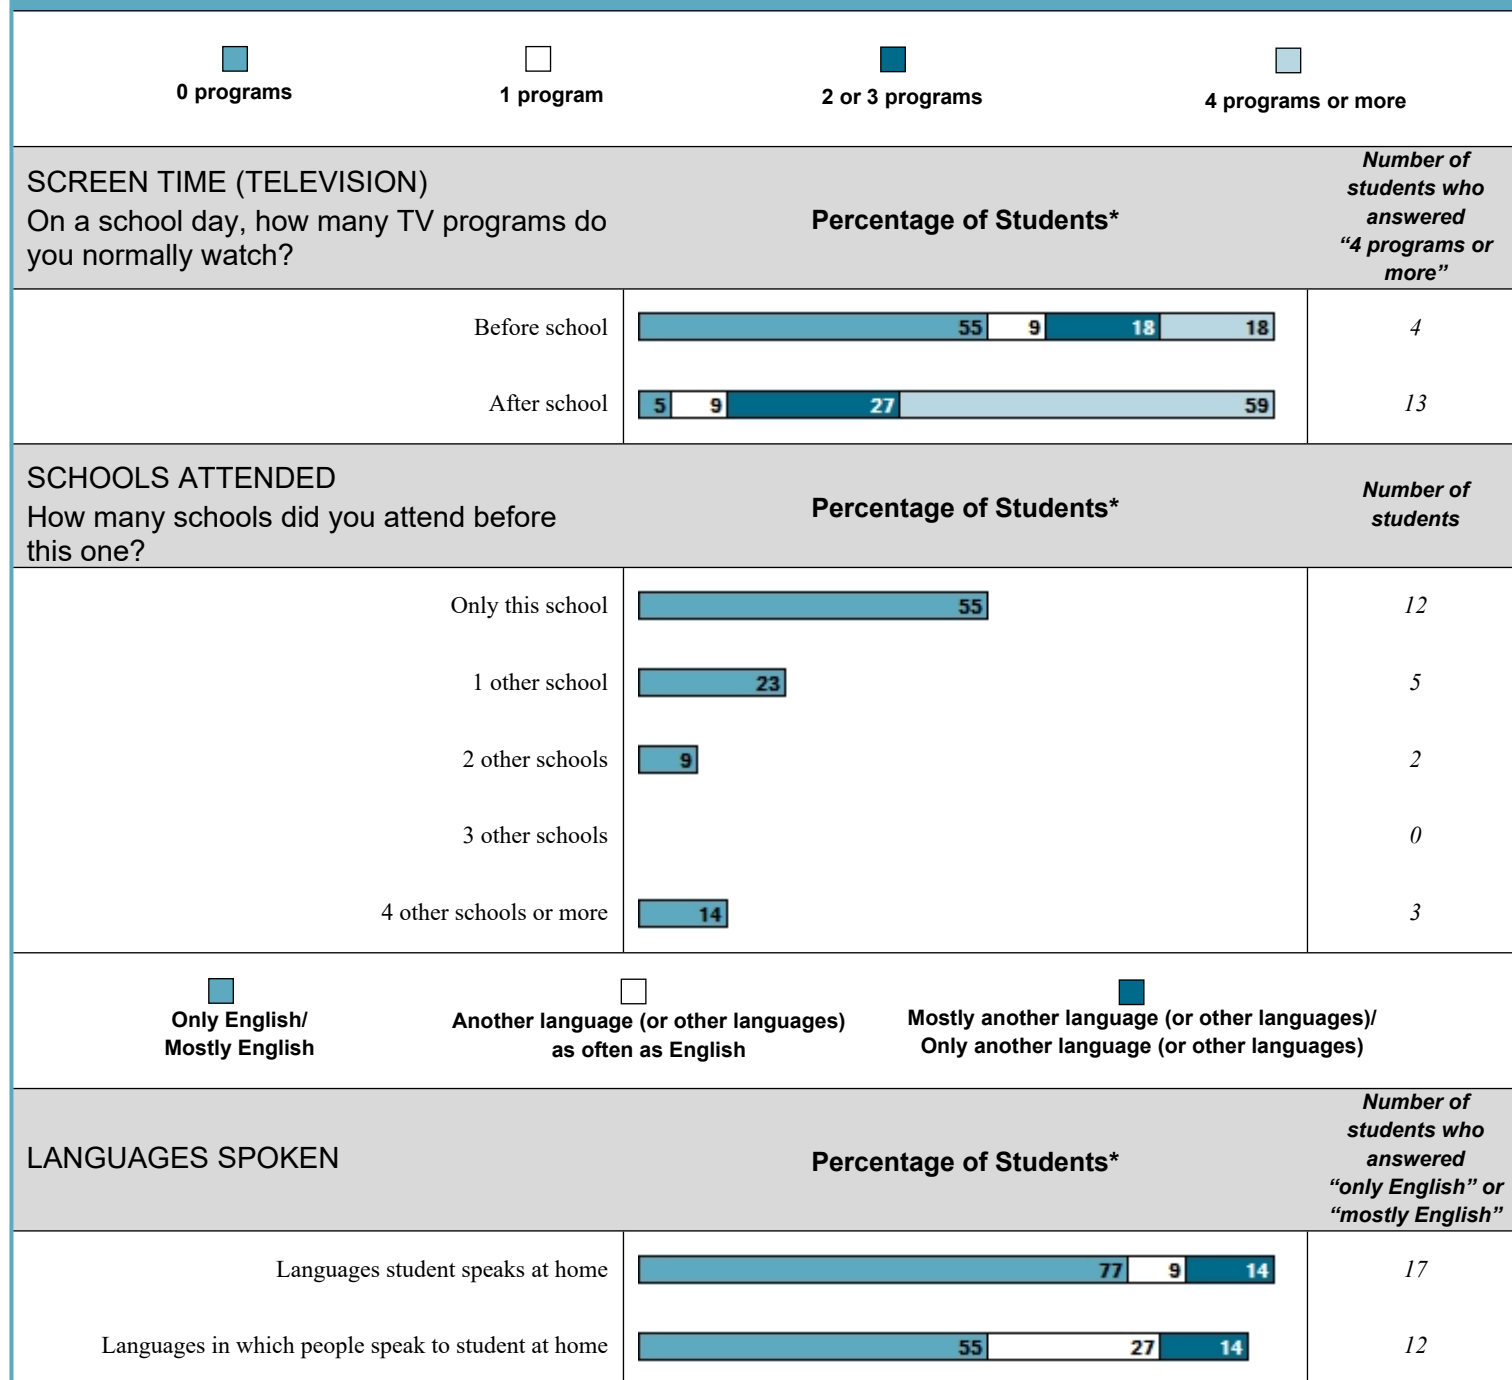 0 programs
1 program
2 or 3 programs
4 programs or more
SCREEN TIME (TELEVISION)
On a school day, how many TV programs do
you normally watch?
Percentage of Students*
Number of
students who
answered
“4 programs or
more”
Before school
55 9 18 18
4
After school
5 9 27 59
13
SCHOOLS ATTENDED
How many schools did you attend before
this one?
Percentage of Students*
Number of
students
Only this school
55
12
1 other school
23
5
2 other schools
9
2
3 other schools
0
4 other schools or more
14
3
Only English/
Mostly English
Another language (or other languages)
as often as English
Mostly another language (or other languages)/
Only another language (or other languages)
LANGUAGES SPOKEN
Percentage of Students*
Number of
students who
answered
“only English” or
“mostly English”
Languages student speaks at home
77 9 14
17
Languages in which people speak to student at home
55 27 14
12